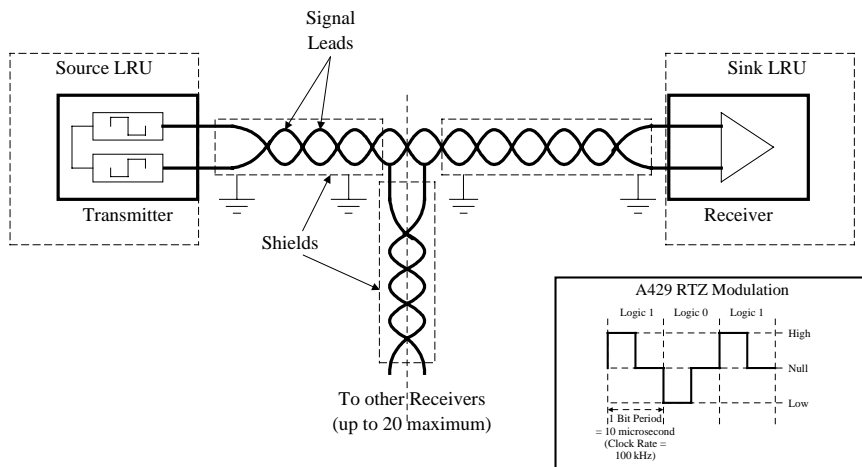 Signal
Leads
Source LRU
Sink LRU
Transmitter
Receiver
Shields
To other Receivers
(up to 20 maximum)
A429 RTZ Modulation
Logic 1 Logic 0 Logic 1
High
Null
Low
1 Bit Period
= 10 microsecond
(Clock Rate =
100 kHz)